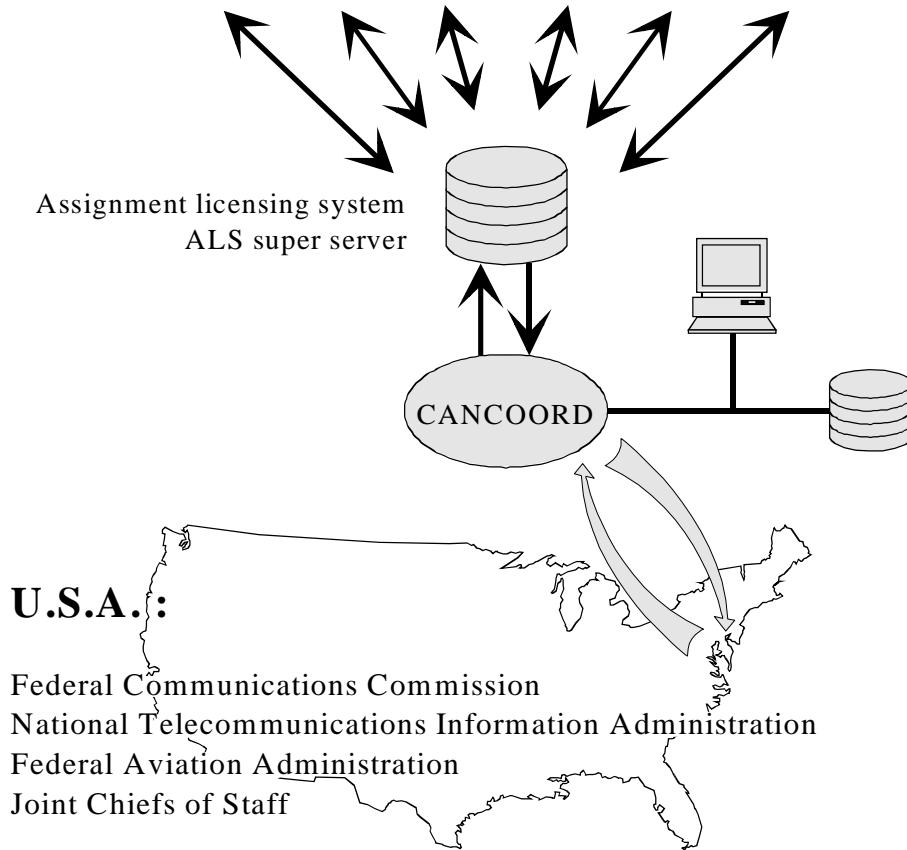 Assignment licensing system
ALS super server
CANCOORD
U.S.A. :
Federal Communications Commission
National Telecommunications Information Administration
Federal Aviation Administration
Joint Chiefs of Staff